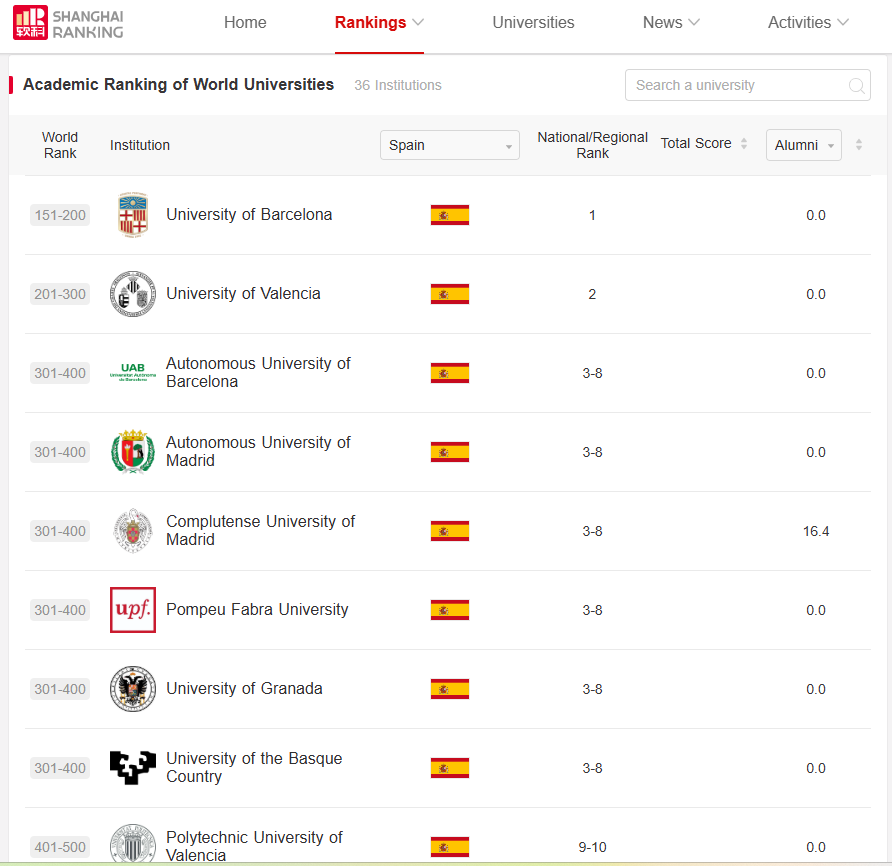 软科
SHANGHAI
RANKING
Home
Rankings
Universities
News
Activities
Academic Ranking of World Universities
36 Institutions
Search a university
World
Rank
Institution
Spain
National/Regional
Rank
Total Score
Alumni
151-200
University of Barcelona
1
0.0
201-300
University of Valencia
2
0.0
301-400
UAB
Universitat Autònoma
de Barcelona
Autonomous University of
Barcelona
3-8
0.0
301-400
Autonomous University of
Madrid
3-8
0.0
301-400
Complutense University of
Madrid
3-8
16.4
301-400
upf.
Pompeu Fabra University
3-8
0.0
301-400
University of Granada
3-8
0.0
301-400
University of the Basque
Country
3-8
0.0
401-500
Polytechnic University of
Valencia
9-10
0.0